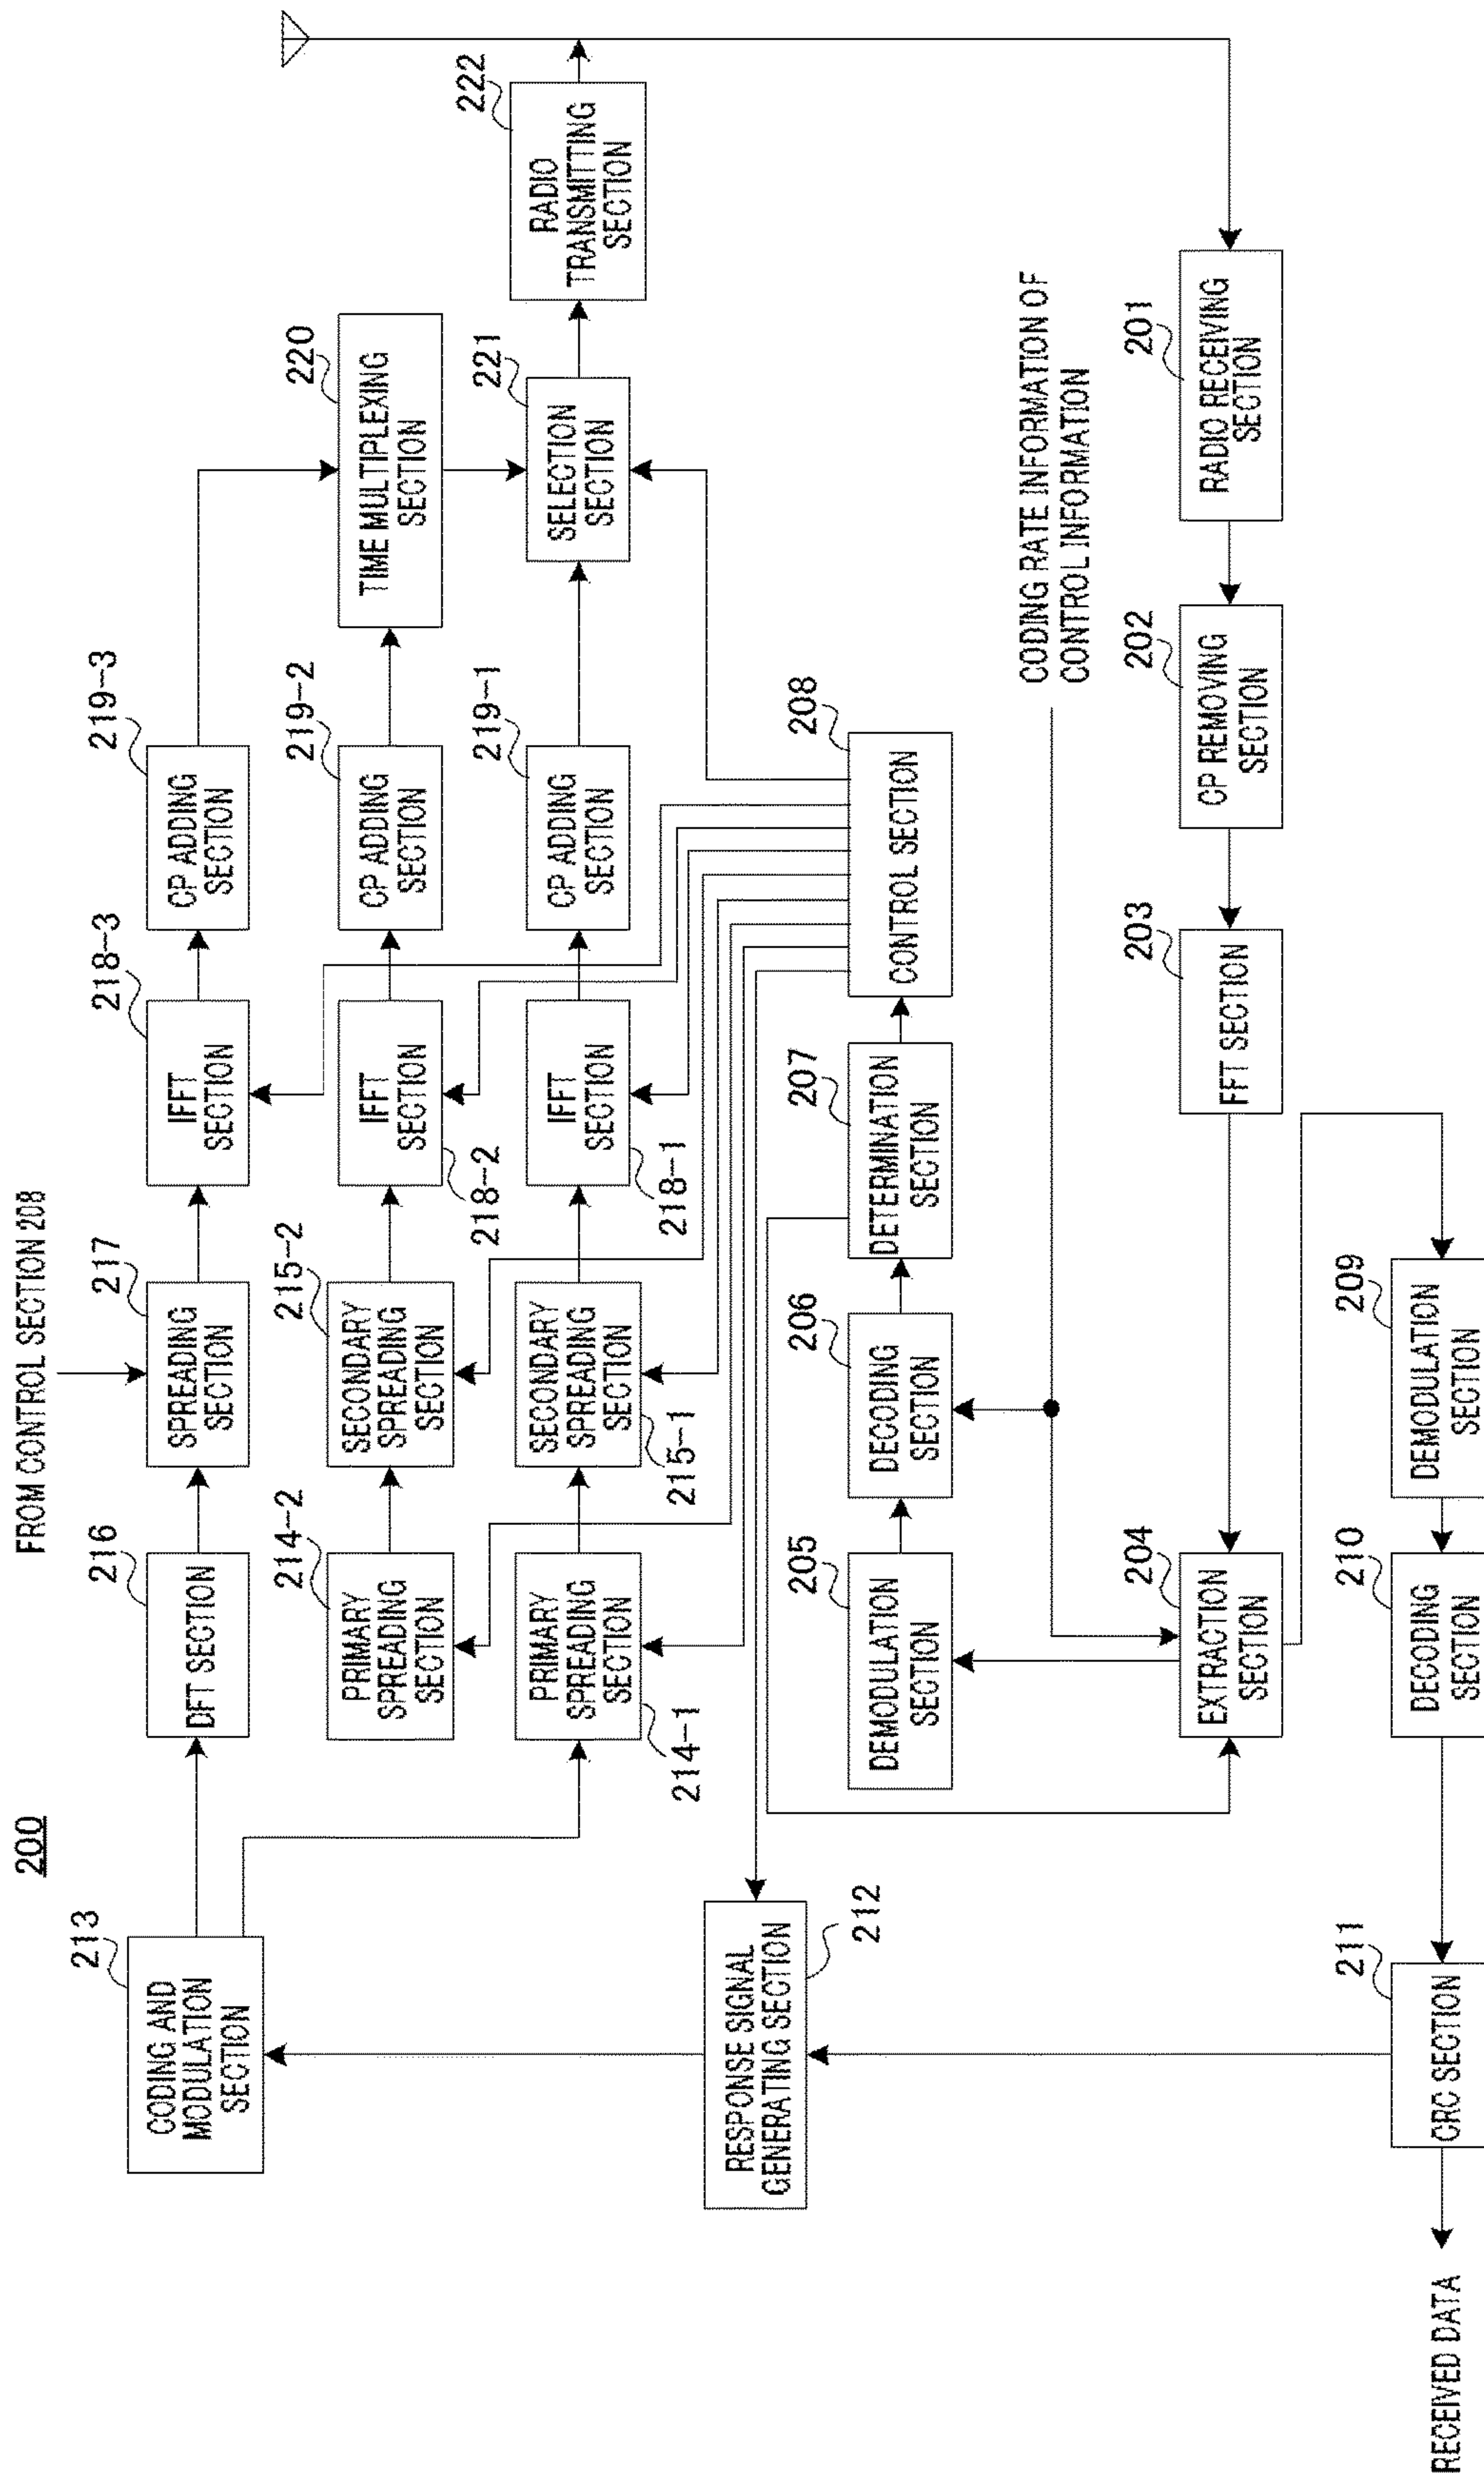 200
FROM CONTROL SECTION 208
213
CODING AND
MODULATION
SECTION
216
DFT SECTION
217
SPREADING
SECTION
218-3
IFFT
SECTION
219-3
CP ADDING
SECTION
214-2
PRIMARY
SPREADING
SECTION
215-2
SECONDARY
SPREADING
SECTION
218-2
IFFT
SECTION
219-2
CP ADDING
SECTION
220
TIME MULTIPLEXING
SECTION
214-1
PRIMARY
SPREADING
SECTION
215-1
SECONDARY
SPREADING
SECTION
218-1
IFFT
SECTION
219-1
CP ADDING
SECTION
221
SELECTION
SECTION
222
RADIO
TRANSMITTING
SECTION
212
RESPONSE SIGNAL
GENERATING SECTION
205
DEMODULATION
SECTION
206
DECODING
SECTION
207
DETERMINATION
SECTION
208
CONTROL SECTION
CODING RATE INFORMATION OF
CONTROL INFORMATION
204
EXTRACTION
SECTION
203
FFT SECTION
202
CP REMOVING
SECTION
201
RADIO RECEIVING
SECTION
211
CRC SECTION
210
DECODING
SECTION
209
DEMODULATION
SECTION
RECEIVED DATA